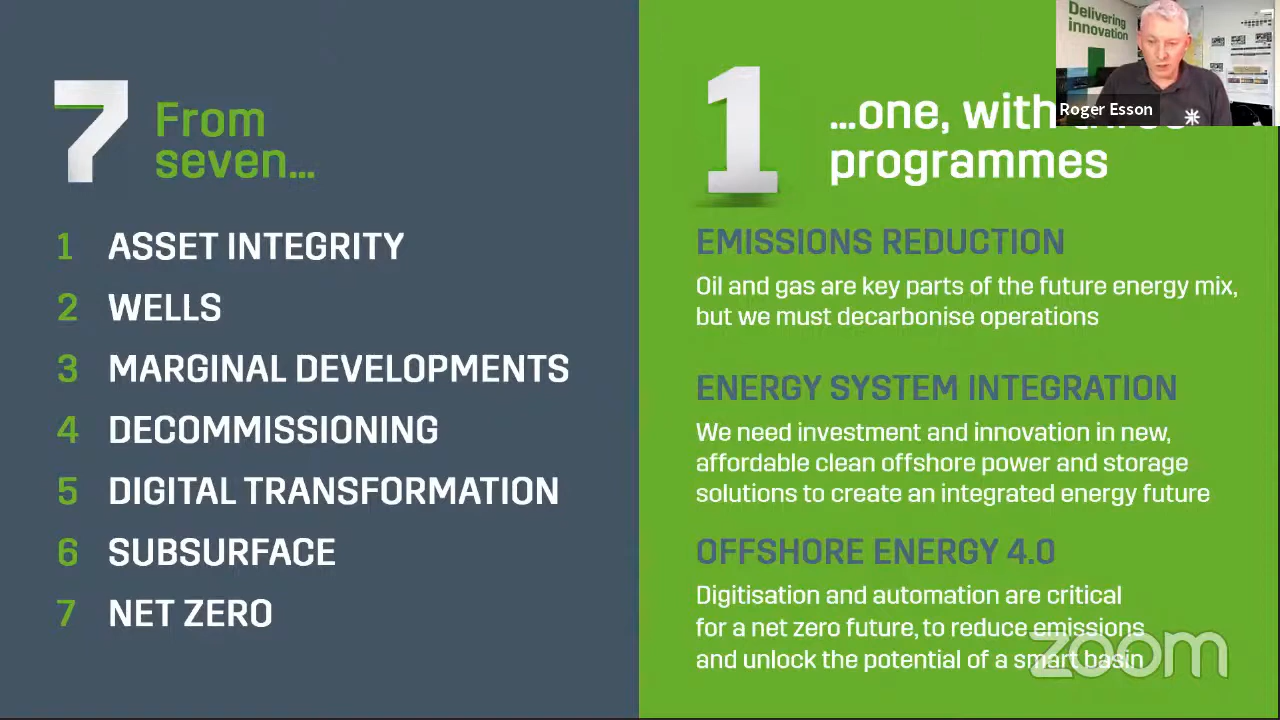 7
From
seven...
1 ASSET INTEGRITY
2 WELLS
3 MARGINAL DEVELOPMENTS
4 DECOMMISSIONING
5 DIGITAL TRANSFORMATION
6 SUBSURFACE
7 NET ZERO
1
...one, with three
programmes
EMISSIONS REDUCTION
Oil and gas are key parts of the future energy mix,
but we must decarbonise operations
ENERGY SYSTEM INTEGRATION
We need investment and innovation in new,
affordable clean offshore power and storage
solutions to create an integrated energy future
OFFSHORE ENERGY 4.0
Digitisation and automation are critical
for a net zero future, to reduce emissions
and unlock the potential of a smart basin
Delivering
innovation
Roger Esson
zoom